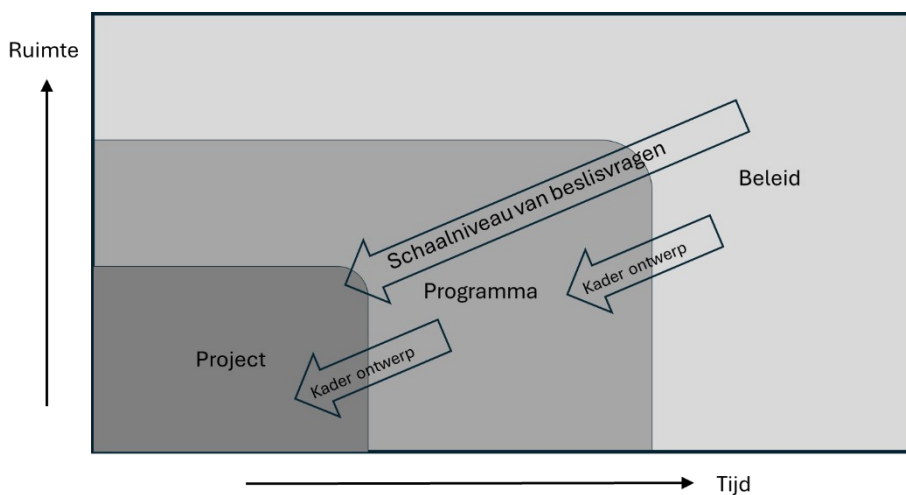 Ruimte
Schaalniveau van beslisvragen
Beleid
Kader ontwerp
Programma
Project
Kader ontwerp
Tijd